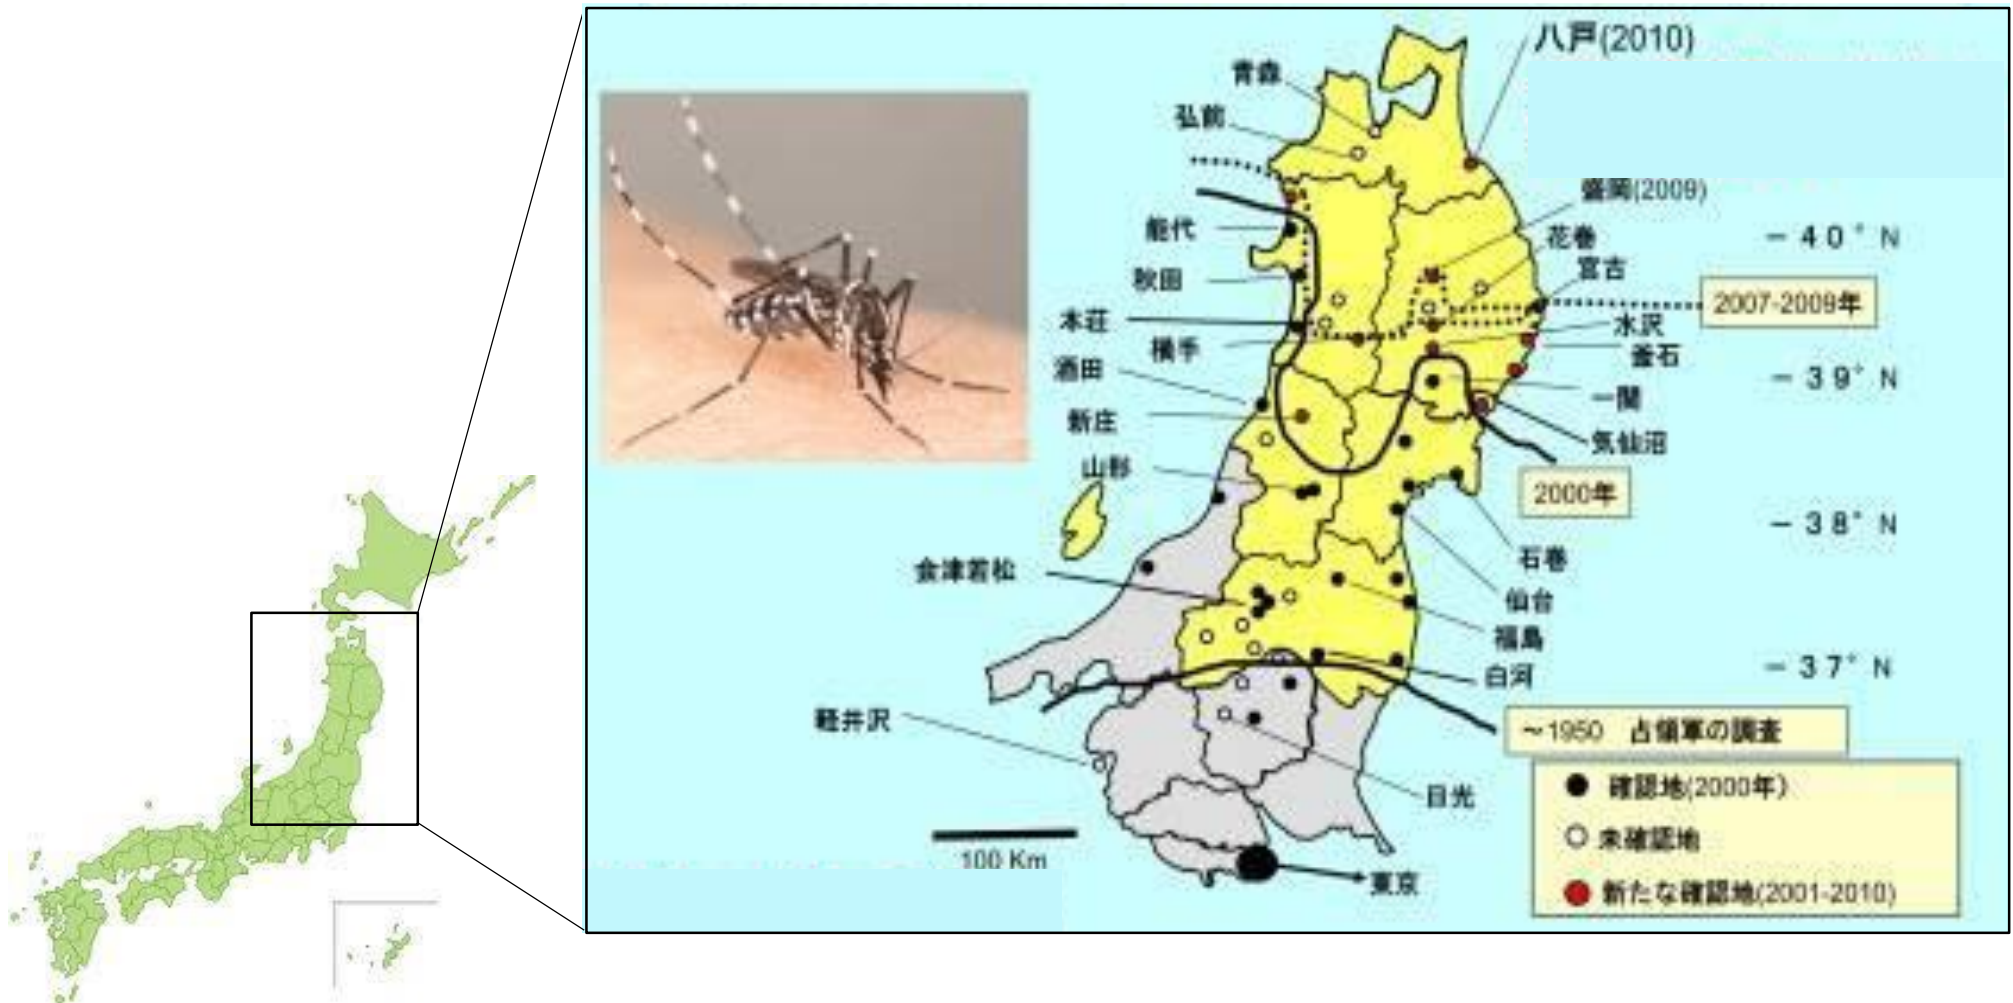 八戸(2010)
青森
弘前
盛岡(2009)
能代
花巻
－40°N
宮古
秋田
2007-2009年
本荘
水沢
横手
釜石
酒田
－39°N
一関
新庄
気仙沼
山形
2000年
－38°N
石巻
会津若松
仙台
福島
－37°N
白河
軽井沢
～1950 占領軍の調査
確認地(2000年)
日光
未確認地
100 Km
東京
新たな確認地(2001-2010)